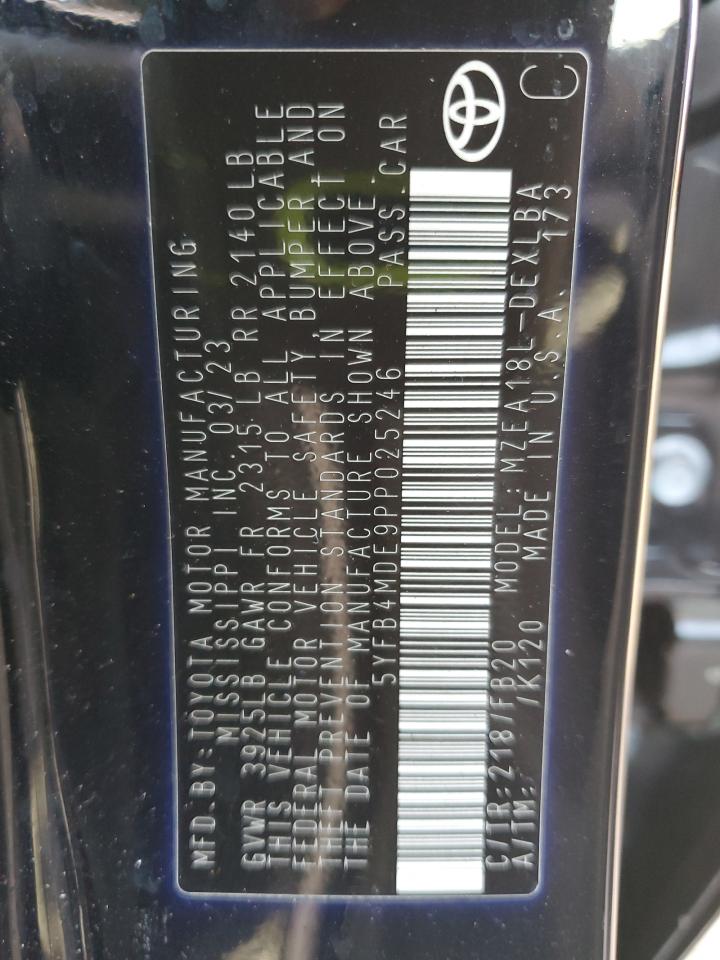 MFD.BY:TOYOTA MOTOR MANUFACTURING
MISSISSIPPI INC. 03/23
GVWR 3925LB GAWR FR 2315 LB RR 2140 LB
THIS VEHICLE CONFORMS TO ALL APPLICABLE
FEDERAL MOTOR VEHICLE SAFETY, BUMPER, AND
THEFT PREVENTION STANDARDS IN EFFECT ON
THE DATE OF MANUFACTURE SHOWN ABOVE.
5YFB4MDE9PP025246 PASS.CAR
C/TR:218/FB20 MODEL:MZEA18L-DEXLBA
A/TM: /K120 MADE IN U.S.A. 173
C